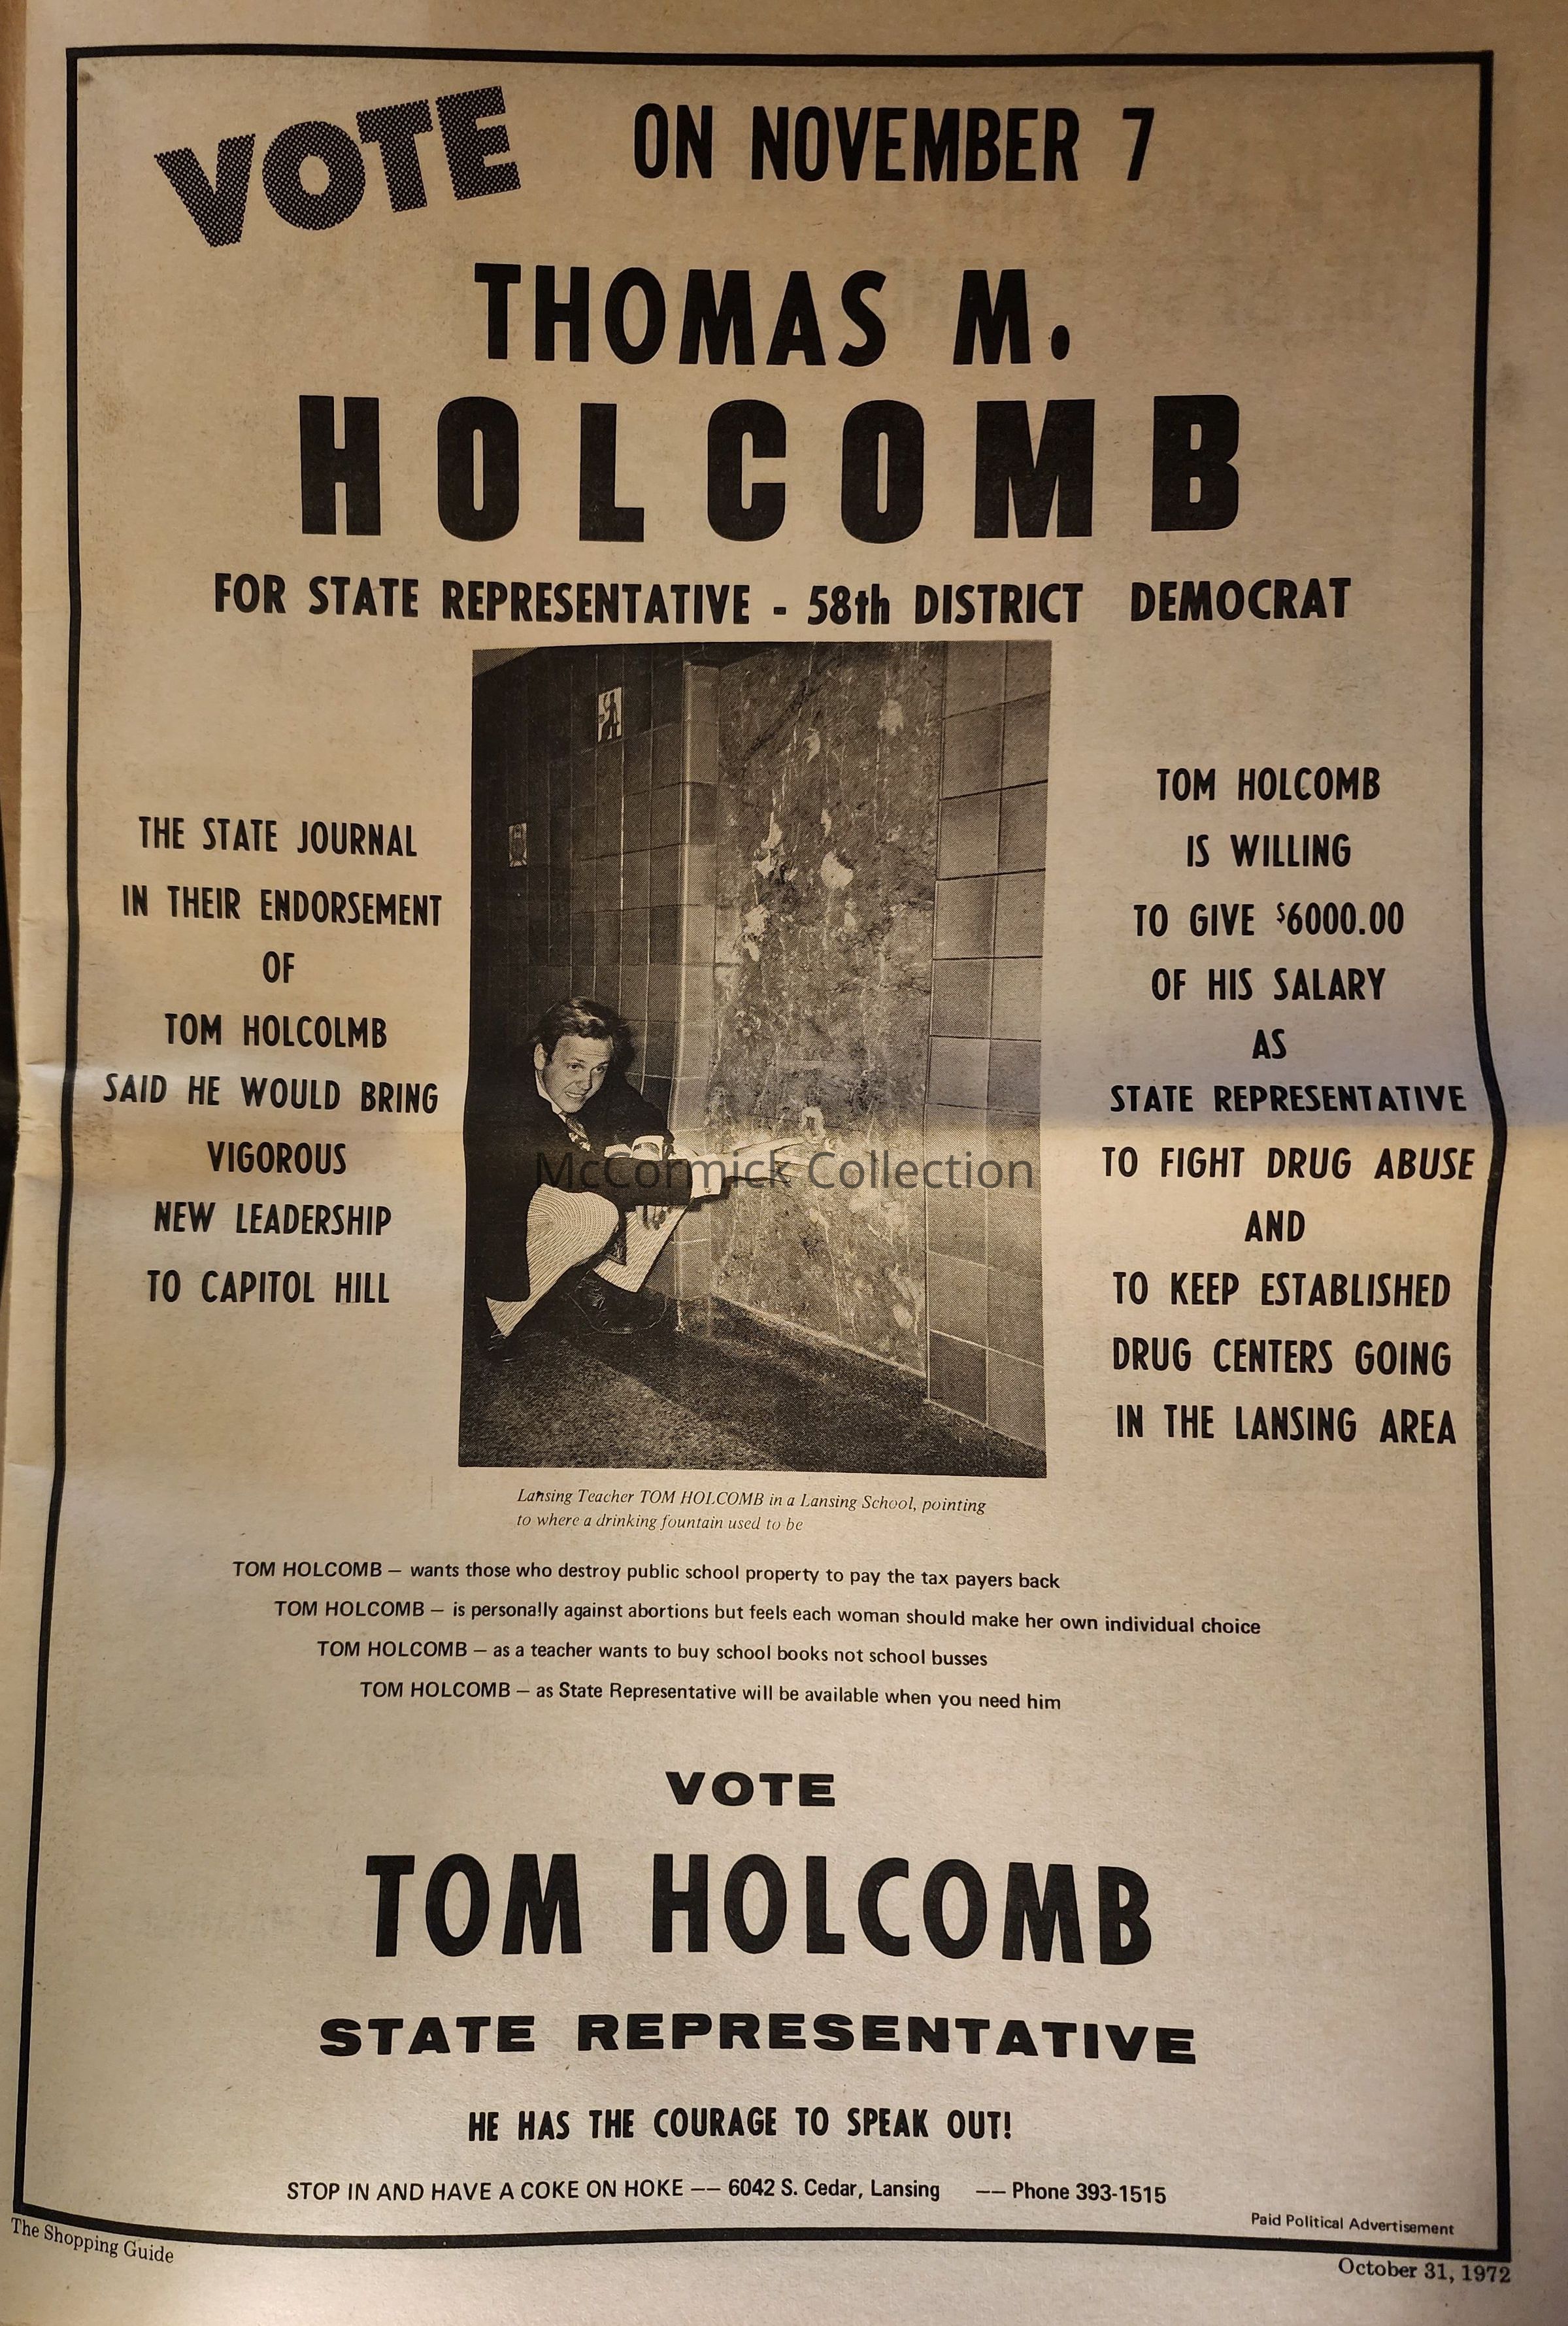 VOTE ON NOVEMBER 7
THOMAS M.
HOLCOMB
FOR STATE REPRESENTATIVE - 58th DISTRICT DEMOCRAT
THE STATE JOURNAL
IN THEIR ENDORSEMENT
OF
TOM HOLCOLMB
SAID HE WOULD BRING
VIGOROUS
NEW LEADERSHIP
TO CAPITOL HILL
TOM HOLCOMB
IS WILLING
TO GIVE $6000.00
OF HIS SALARY
AS
STATE REPRESENTATIVE
TO FIGHT DRUG ABUSE
AND
TO KEEP ESTABLISHED
DRUG CENTERS GOING
IN THE LANSING AREA
McCormick Collection
Lansing Teacher TOM HOLCOMB in a Lansing School, pointing
to where a drinking fountain used to be
TOM HOLCOMB — wants those who destroy public school property to pay the tax payers back
TOM HOLCOMB — is personally against abortions but feels each woman should make her own individual choice
TOM HOLCOMB — as a teacher wants to buy school books not school busses
TOM HOLCOMB — as State Representative will be available when you need him
VOTE
TOM HOLCOMB
STATE REPRESENTATIVE
HE HAS THE COURAGE TO SPEAK OUT!
STOP IN AND HAVE A COKE ON HOKE —— 6042 S. Cedar, Lansing —— Phone 393-1515
Paid Political Advertisement
The Shopping Guide
October 31, 1972